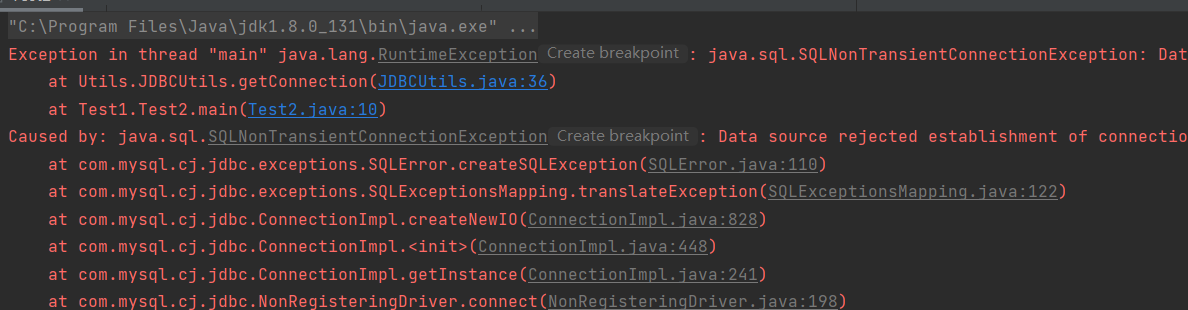 "C:\Program Files\Java\jdk1.8.0_131\bin\java.exe" ...
Exception in thread "main" java.lang.RuntimeException Create breakpoint : java.sql.SQLNonTransientConnectionException: Dat
at Utils.JDBCUtils.getConnection(JDBCUtils.java:36)
at Test1.Test2.main(Test2.java:10)
Caused by: java.sql.SQLNonTransientConnectionException Create breakpoint : Data source rejected establishment of connectio
at com.mysql.cj.jdbc.exceptions.SQLError.createSQLException(SQLError.java:110)
at com.mysql.cj.jdbc.exceptions.SQLExceptionsMapping.translateException(SQLExceptionsMapping.java:122)
at com.mysql.cj.jdbc.ConnectionImpl.createNewIO(ConnectionImpl.java:828)
at com.mysql.cj.jdbc.ConnectionImpl.<init>(ConnectionImpl.java:448)
at com.mysql.cj.jdbc.ConnectionImpl.getInstance(ConnectionImpl.java:241)
at com.mysql.cj.jdbc.NonRegisteringDriver.connect(NonRegisteringDriver.java:198)